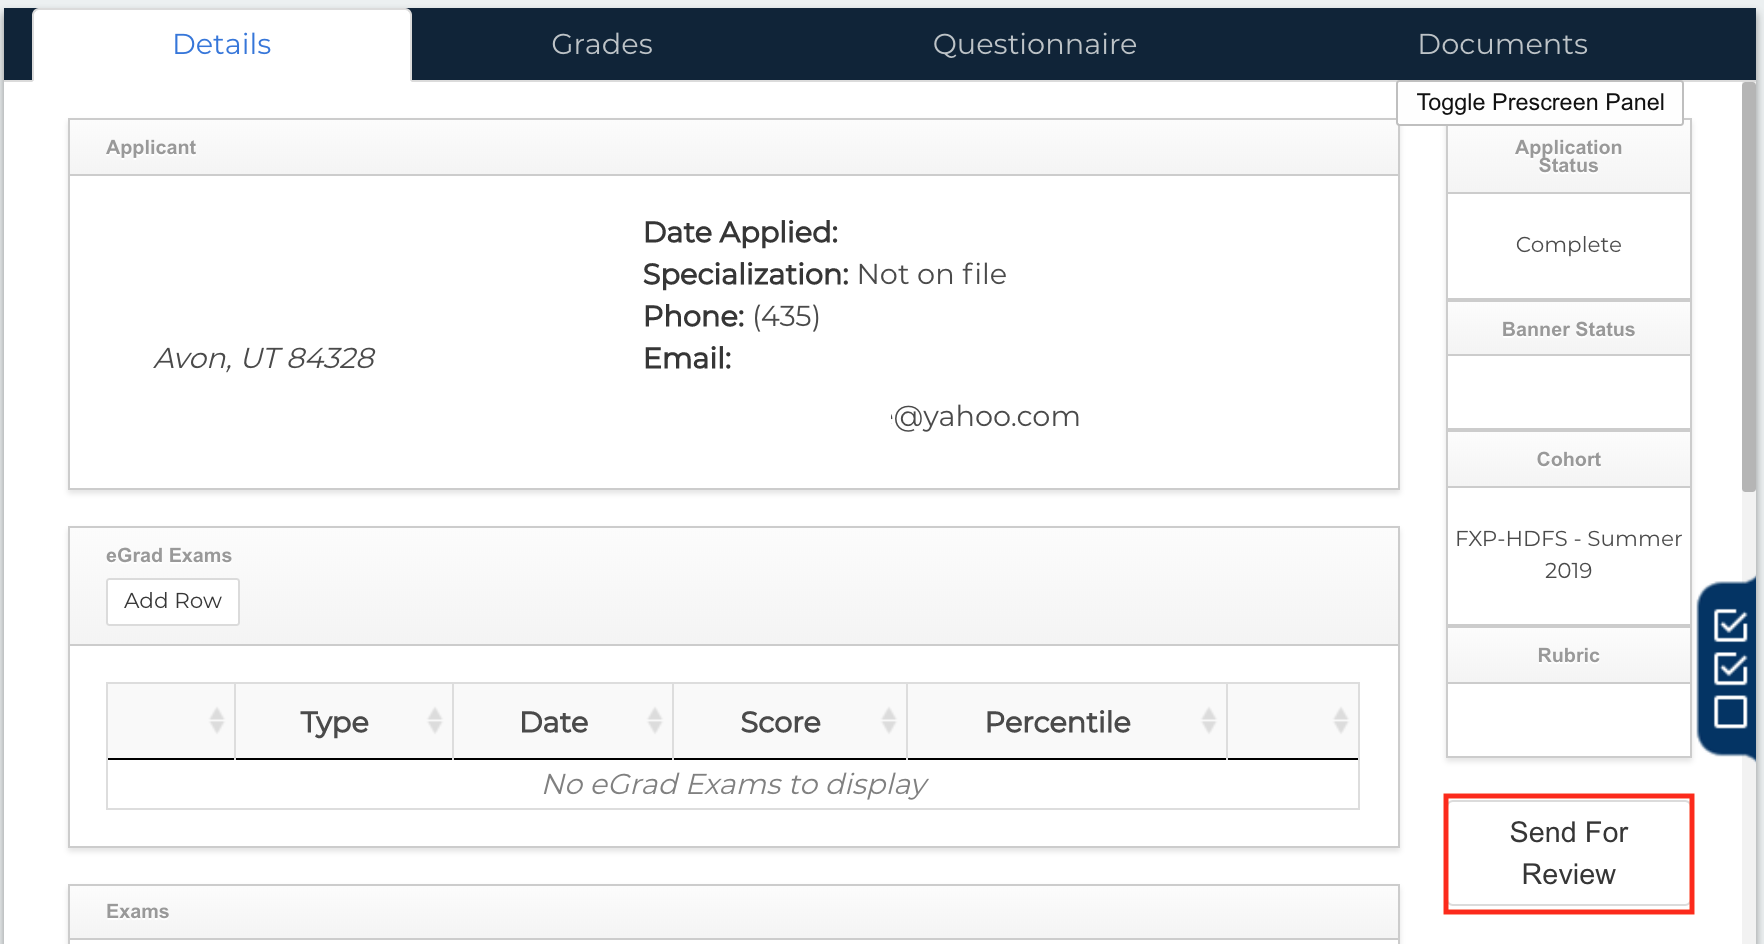 Details
Grades
Questionnaire
Documents
Toggle Prescreen Panel
Applicant
Date Applied:
Specialization: Not on file
Phone: (435)
Email:
Avon, UT 84328
@yahoo.com
Application
Status
Complete
Banner Status
Cohort
FXP-HDFS - Summer
2019
Rubric
Send For
Review
eGrad Exams
Add Row
Type
Date
Score
Percentile
No eGrad Exams to display
Exams